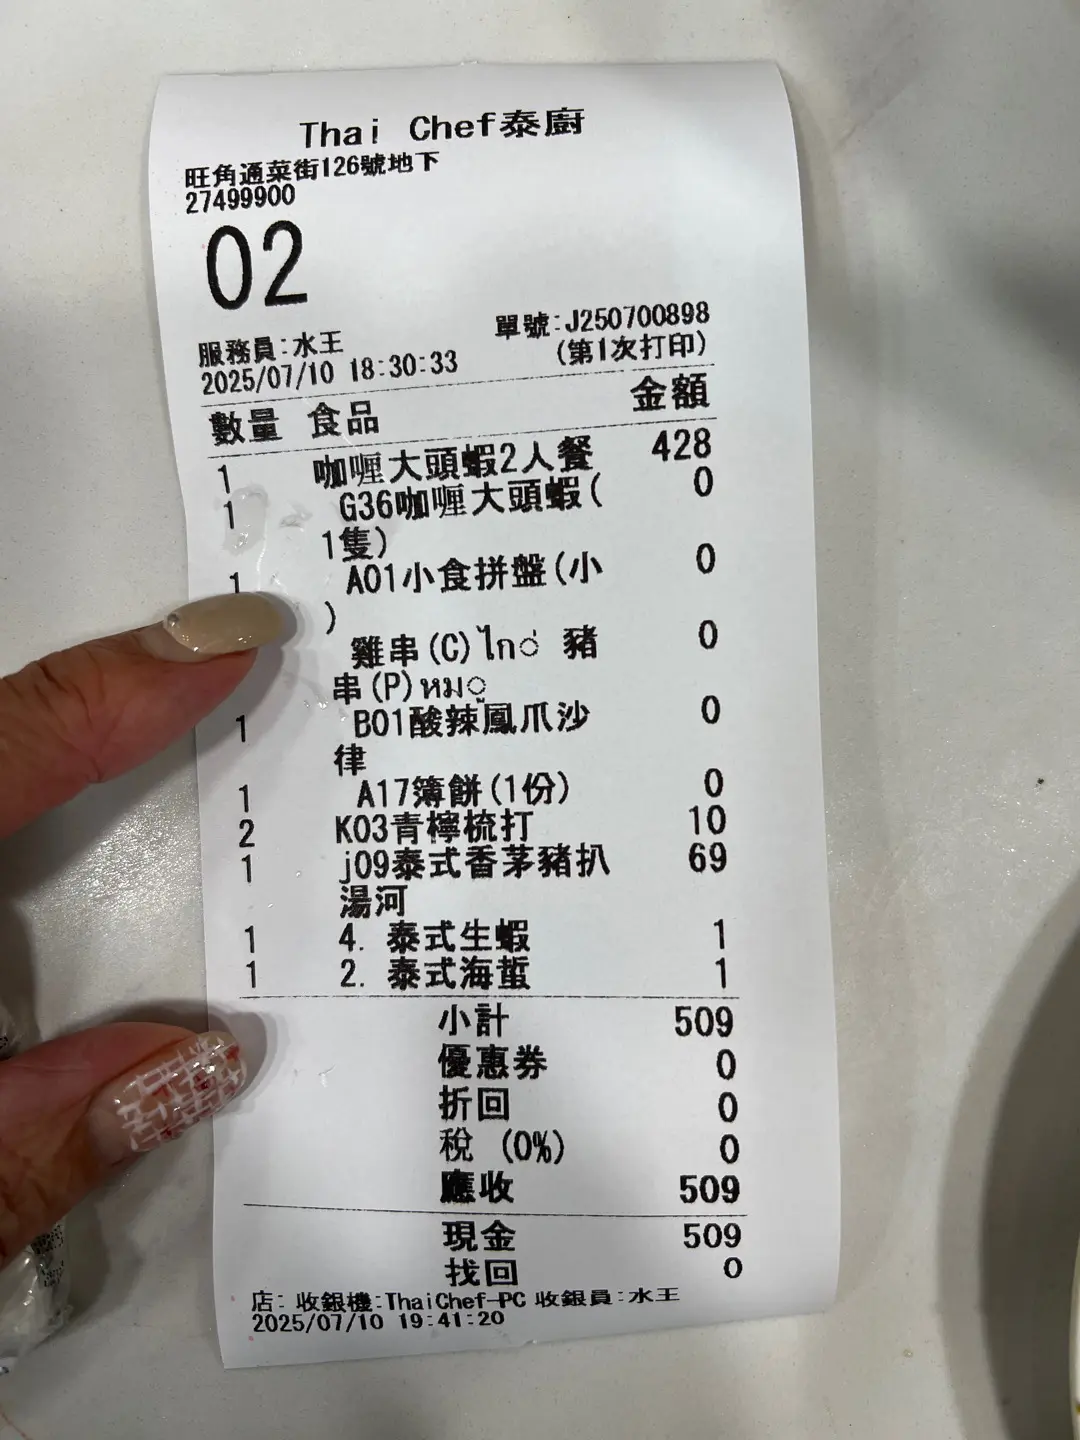 Thai Chef泰廚
旺角通菜街126號地下
27499900
02
服務員:水王 單號:J250700898
2025/07/10 18:30:33 (第1次打印)
數量 食品 金額
1 咖喱大頭蝦2人餐 428
1 G36咖喱大頭蝦( 0
1隻)
1 A01小食拼盤(小 0
)
雞串(C)ไก่ 豬 0
串(P)หมู
1 B01酸辣鳳爪沙 0
律
1 A17簿餅(1份) 0
2 K03青檸梳打 10
1 j09泰式香茅豬扒 69
湯河
1 4. 泰式生蝦 1
1 2. 泰式海蜇 1
小計 509
優惠券 0
折回 0
稅 (0%) 0
應收 509
現金 509
找回 0
店: 收銀機:ThaiChef-PC 收銀員:水王
2025/07/10 19:41:20